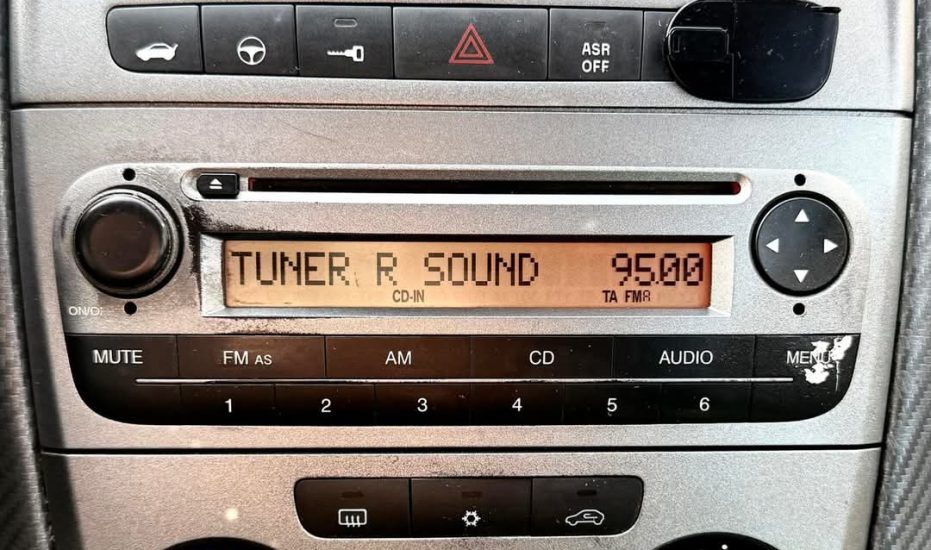 ASR
OFF
TUNER R SOUND 95.00
CD-IN TA FM
ON/O
MUTE FM AS AM CD AUDIO MENU
1 2 3 4 5 6